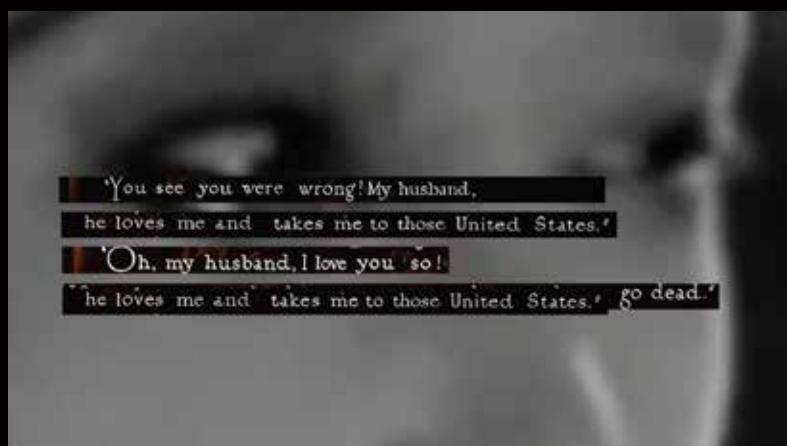 'You see you were wrong! My husband,
he loves me and takes me to those United States."
'Oh, my husband, I love you so!
he loves me and takes me to those United States." go dead."